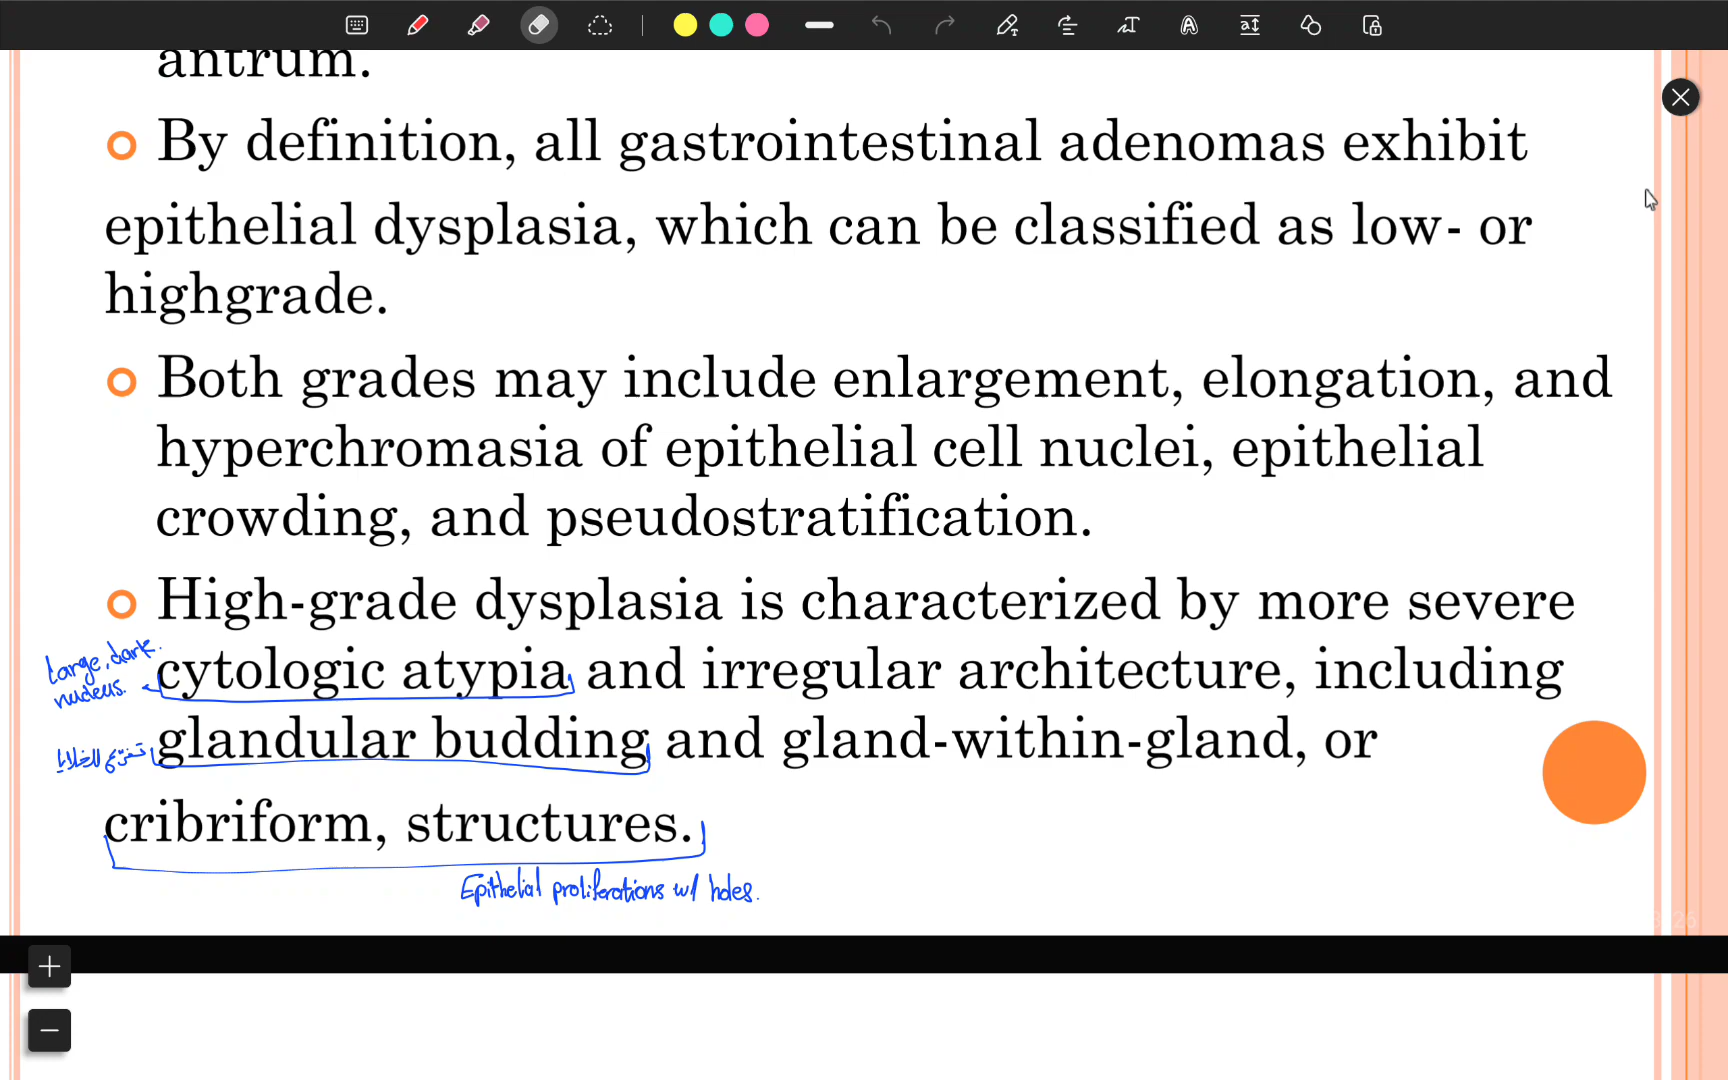 antrum.
By definition, all gastrointestinal adenomas exhibit
epithelial dysplasia, which can be classified as low- or
highgrade.
Both grades may include enlargement, elongation, and
hyperchromasia of epithelial cell nuclei, epithelial
crowding, and pseudostratification.
High-grade dysplasia is characterized by more severe
Large, dark.
nucleus.
cytologic atypia and irregular architecture, including
تفرّع الخلايا
glandular budding and gland-within-gland, or
cribriform, structures.
Epithelial proliferations w/ holes.